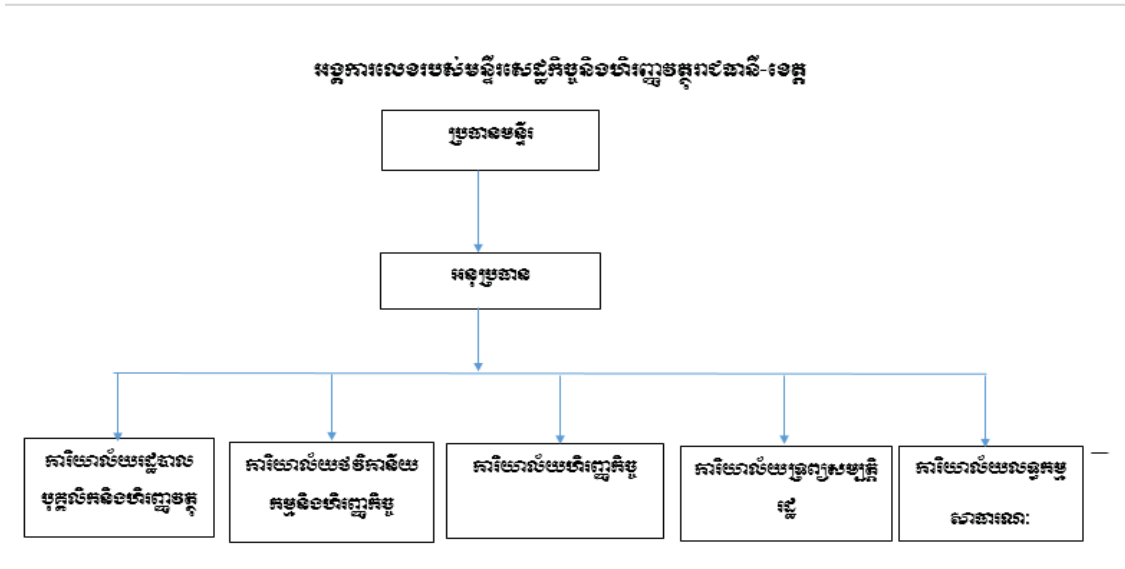 អង្គការលេខរបស់មន្ទីរសេដ្ឋកិច្ចនិងហិរញ្ញវត្ថុរាជធានី-ខេត្ត
ប្រធានមន្ទីរ
អនុប្រធាន
ការិយាល័យរដ្ឋបាល
បុគ្គលិកនិងហិរញ្ញវត្ថុ
ការិយាល័យថវិកានីយ
កម្មនិងហិរញ្ញកិច្ច
ការិយាល័យហិរញ្ញកិច្ច
ការិយាល័យទ្រព្យសម្បត្តិ
រដ្ឋ
ការិយាល័យលទ្ធកម្ម
សាធារណៈ